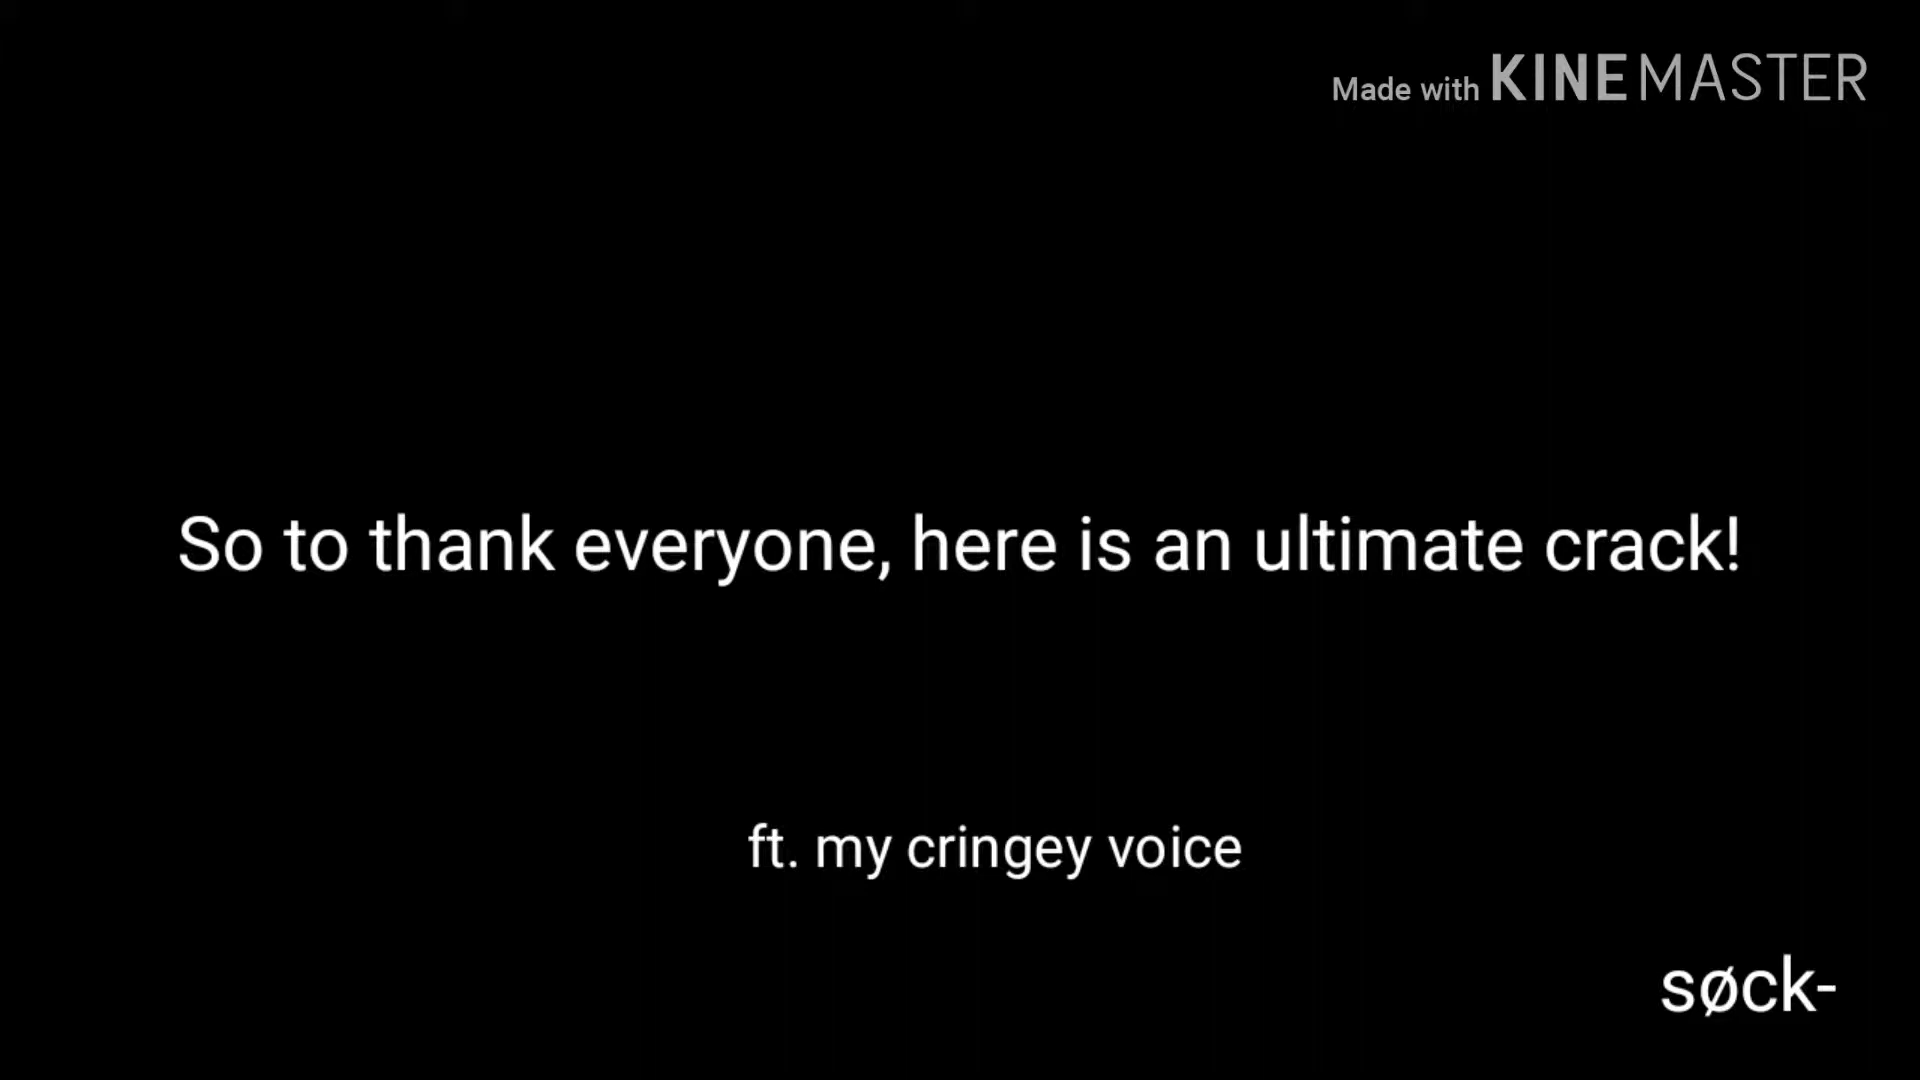 Made with KINEMASTER
So to thank everyone, here is an ultimate crack!
ft. my cringey voice
søck-